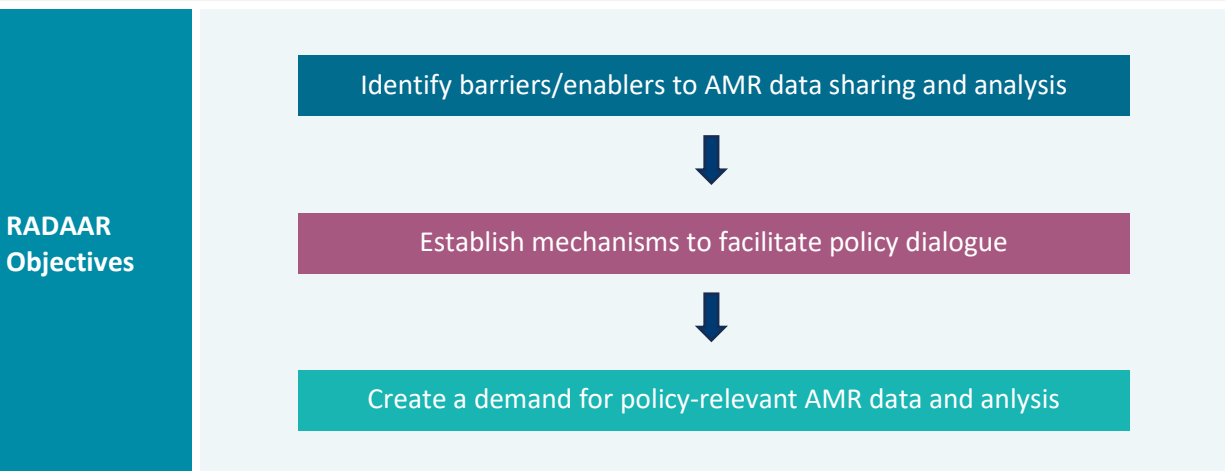 RADAAR
Objectives
Identify barriers/enablers to AMR data sharing and analysis
Establish mechanisms to facilitate policy dialogue
Create a demand for policy-relevant AMR data and anlysis